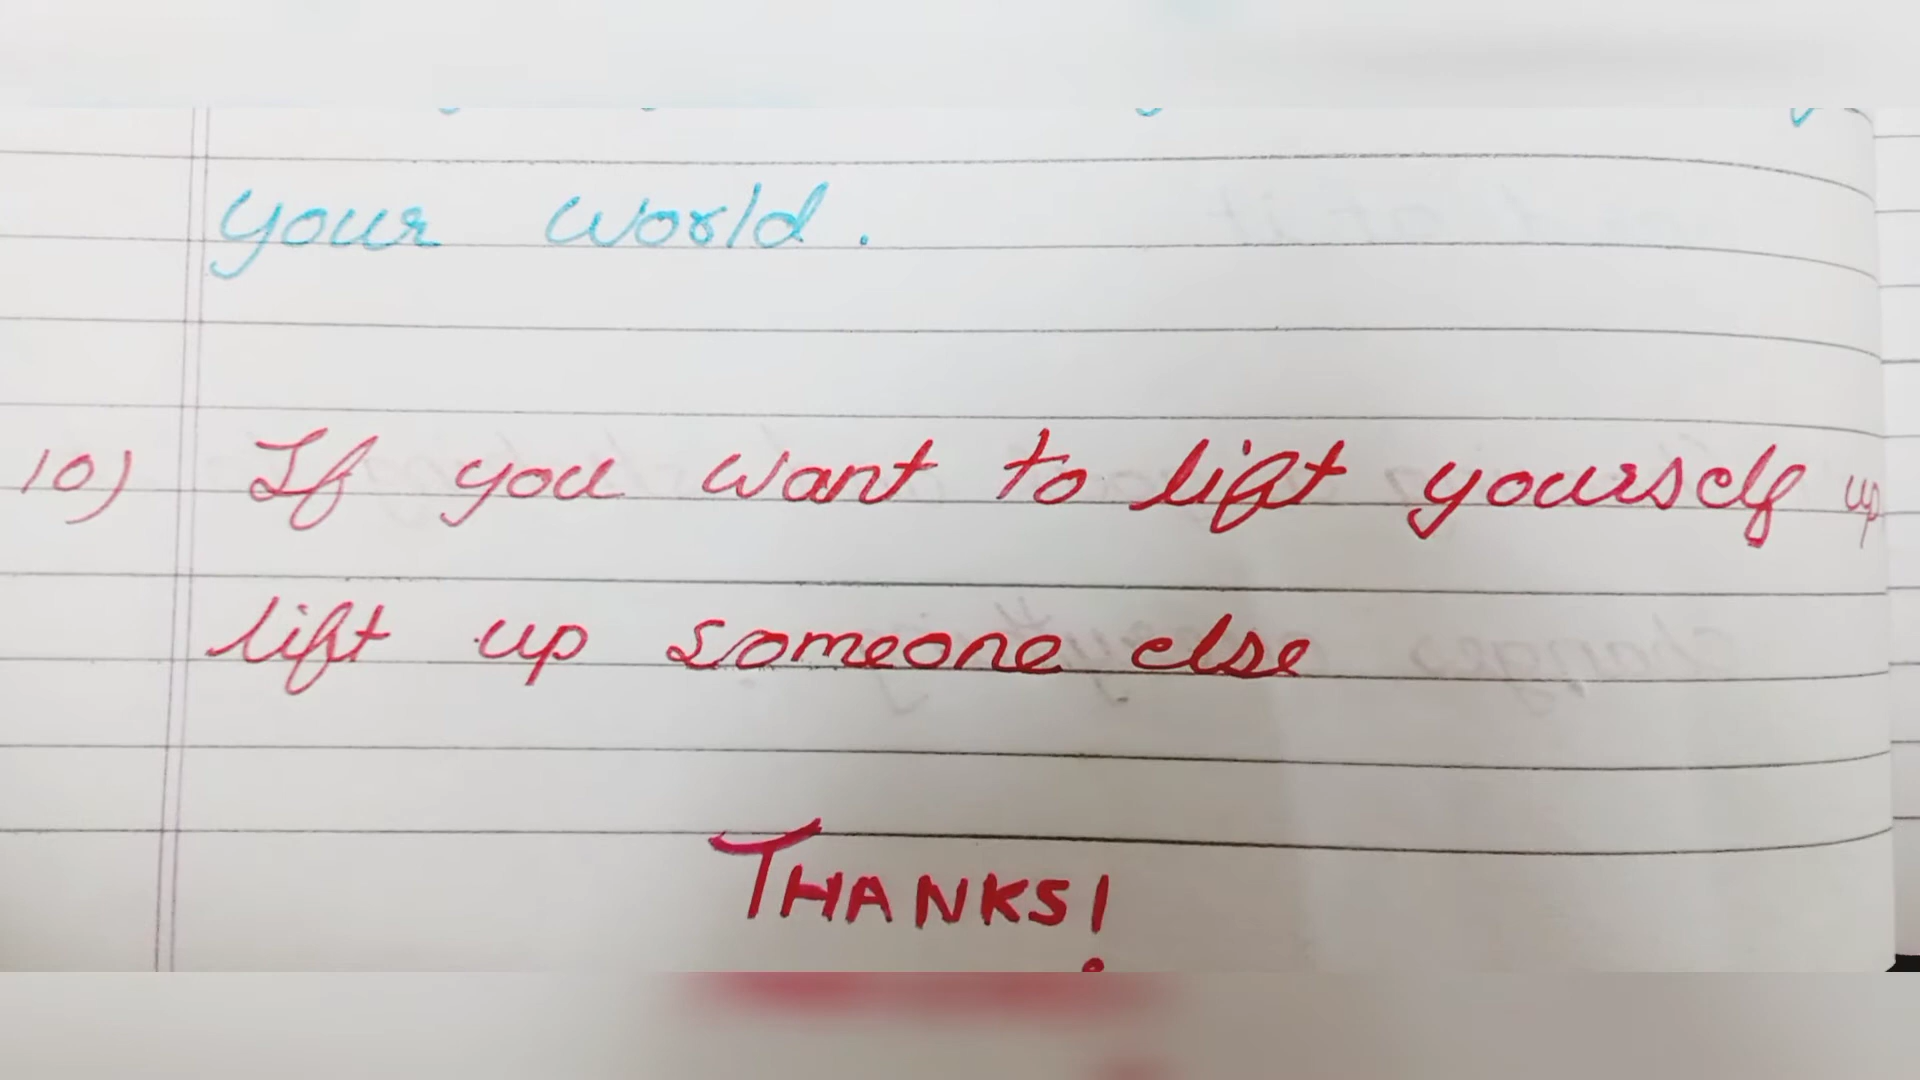 your world.
10) If you want to lift yourself up
lift up someone else
THANKS!